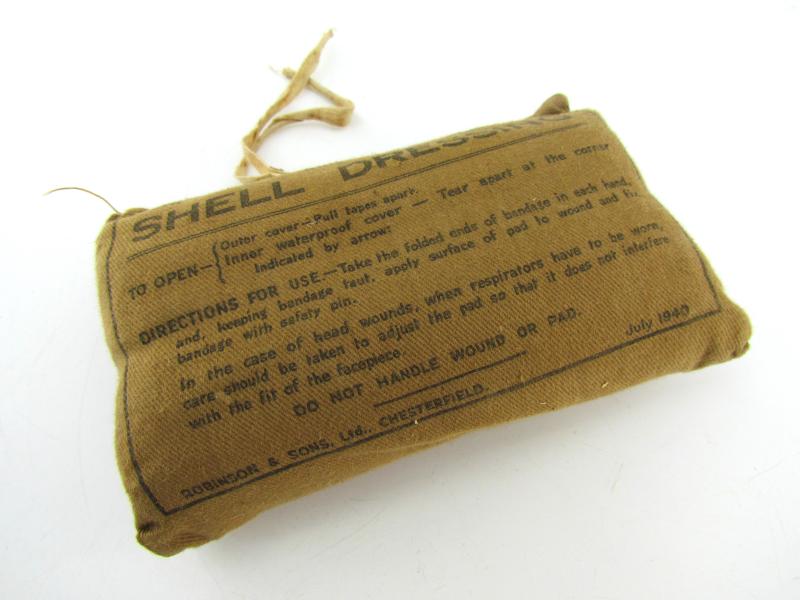 SHELL DRESSING
TO OPEN— { Outer cover—Pull tapes apart.
Inner waterproof cover — Tear apart at the corner
Indicated by arrow:
DIRECTIONS FOR USE—Take the folded ends of bandage in each hand,
and, keeping bandage taut, apply surface of pad to wound and fix
bandage with safety pin.
In the case of head wounds, when respirators have to be worn,
care should be taken to adjust the pad so that it does not interfere
with the fit of the facepiece.
DO NOT HANDLE WOUND OR PAD.
July 1940
ROBINSON & SONS, Ltd., CHESTERFIELD.